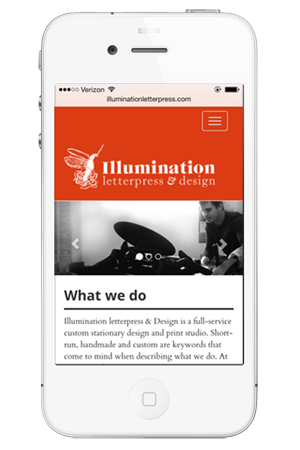 Verizon
illuminationletterpress.com
Illumination
letterpress & design
What we do
Illumination letterpress & Design is a full-service
custom stationary design and print studio. Short-
run, handmade and custom are keywords that
come to mind when describing what we do. At